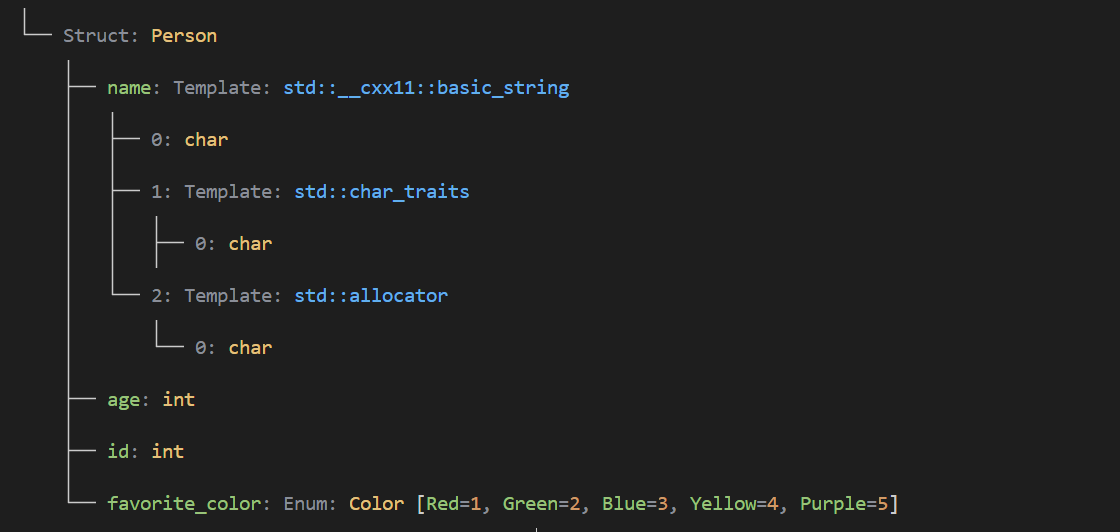 Struct: Person
name: Template: std::__cxx11::basic_string
0: char
1: Template: std::char_traits
0: char
2: Template: std::allocator
0: char
age: int
id: int
favorite_color: Enum: Color [Red=1, Green=2, Blue=3, Yellow=4, Purple=5]